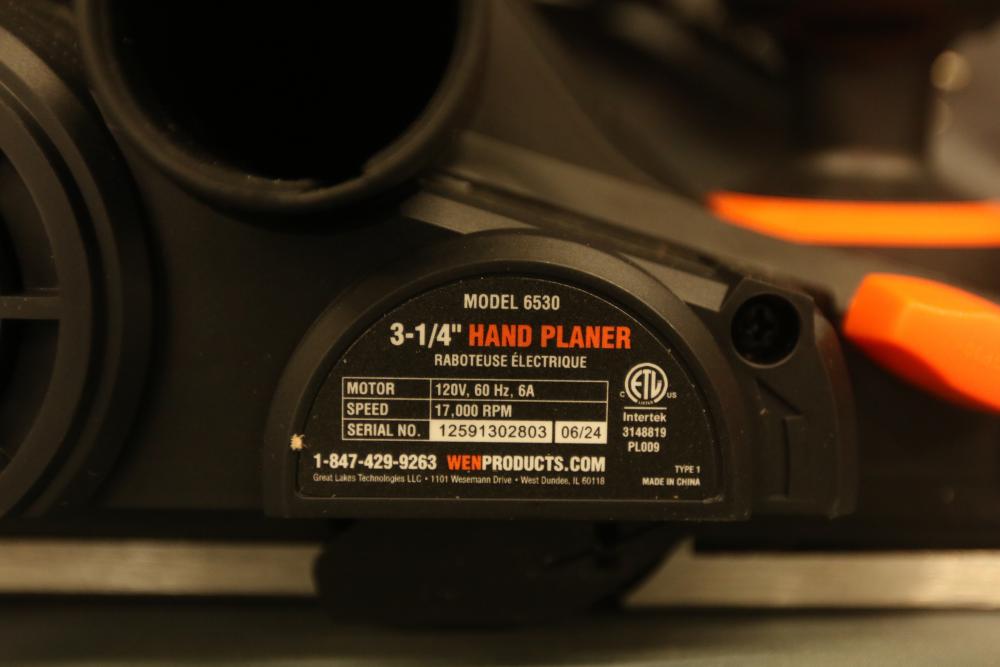 MODEL 6530
3-1/4" HAND PLANER
RABOTEUSE ÉLECTRIQUE
MOTOR 120V, 60 Hz, 6A
SPEED 17,000 RPM
SERIAL NO. 12591302803 06/24
C ETL US
LISTED
Intertek
3148819
PL009
1-847-429-9263 WENPRODUCTS.COM
Great Lakes Technologies LLC • 1101 Wesemann Drive • West Dundee, IL 60118
TYPE 1
MADE IN CHINA